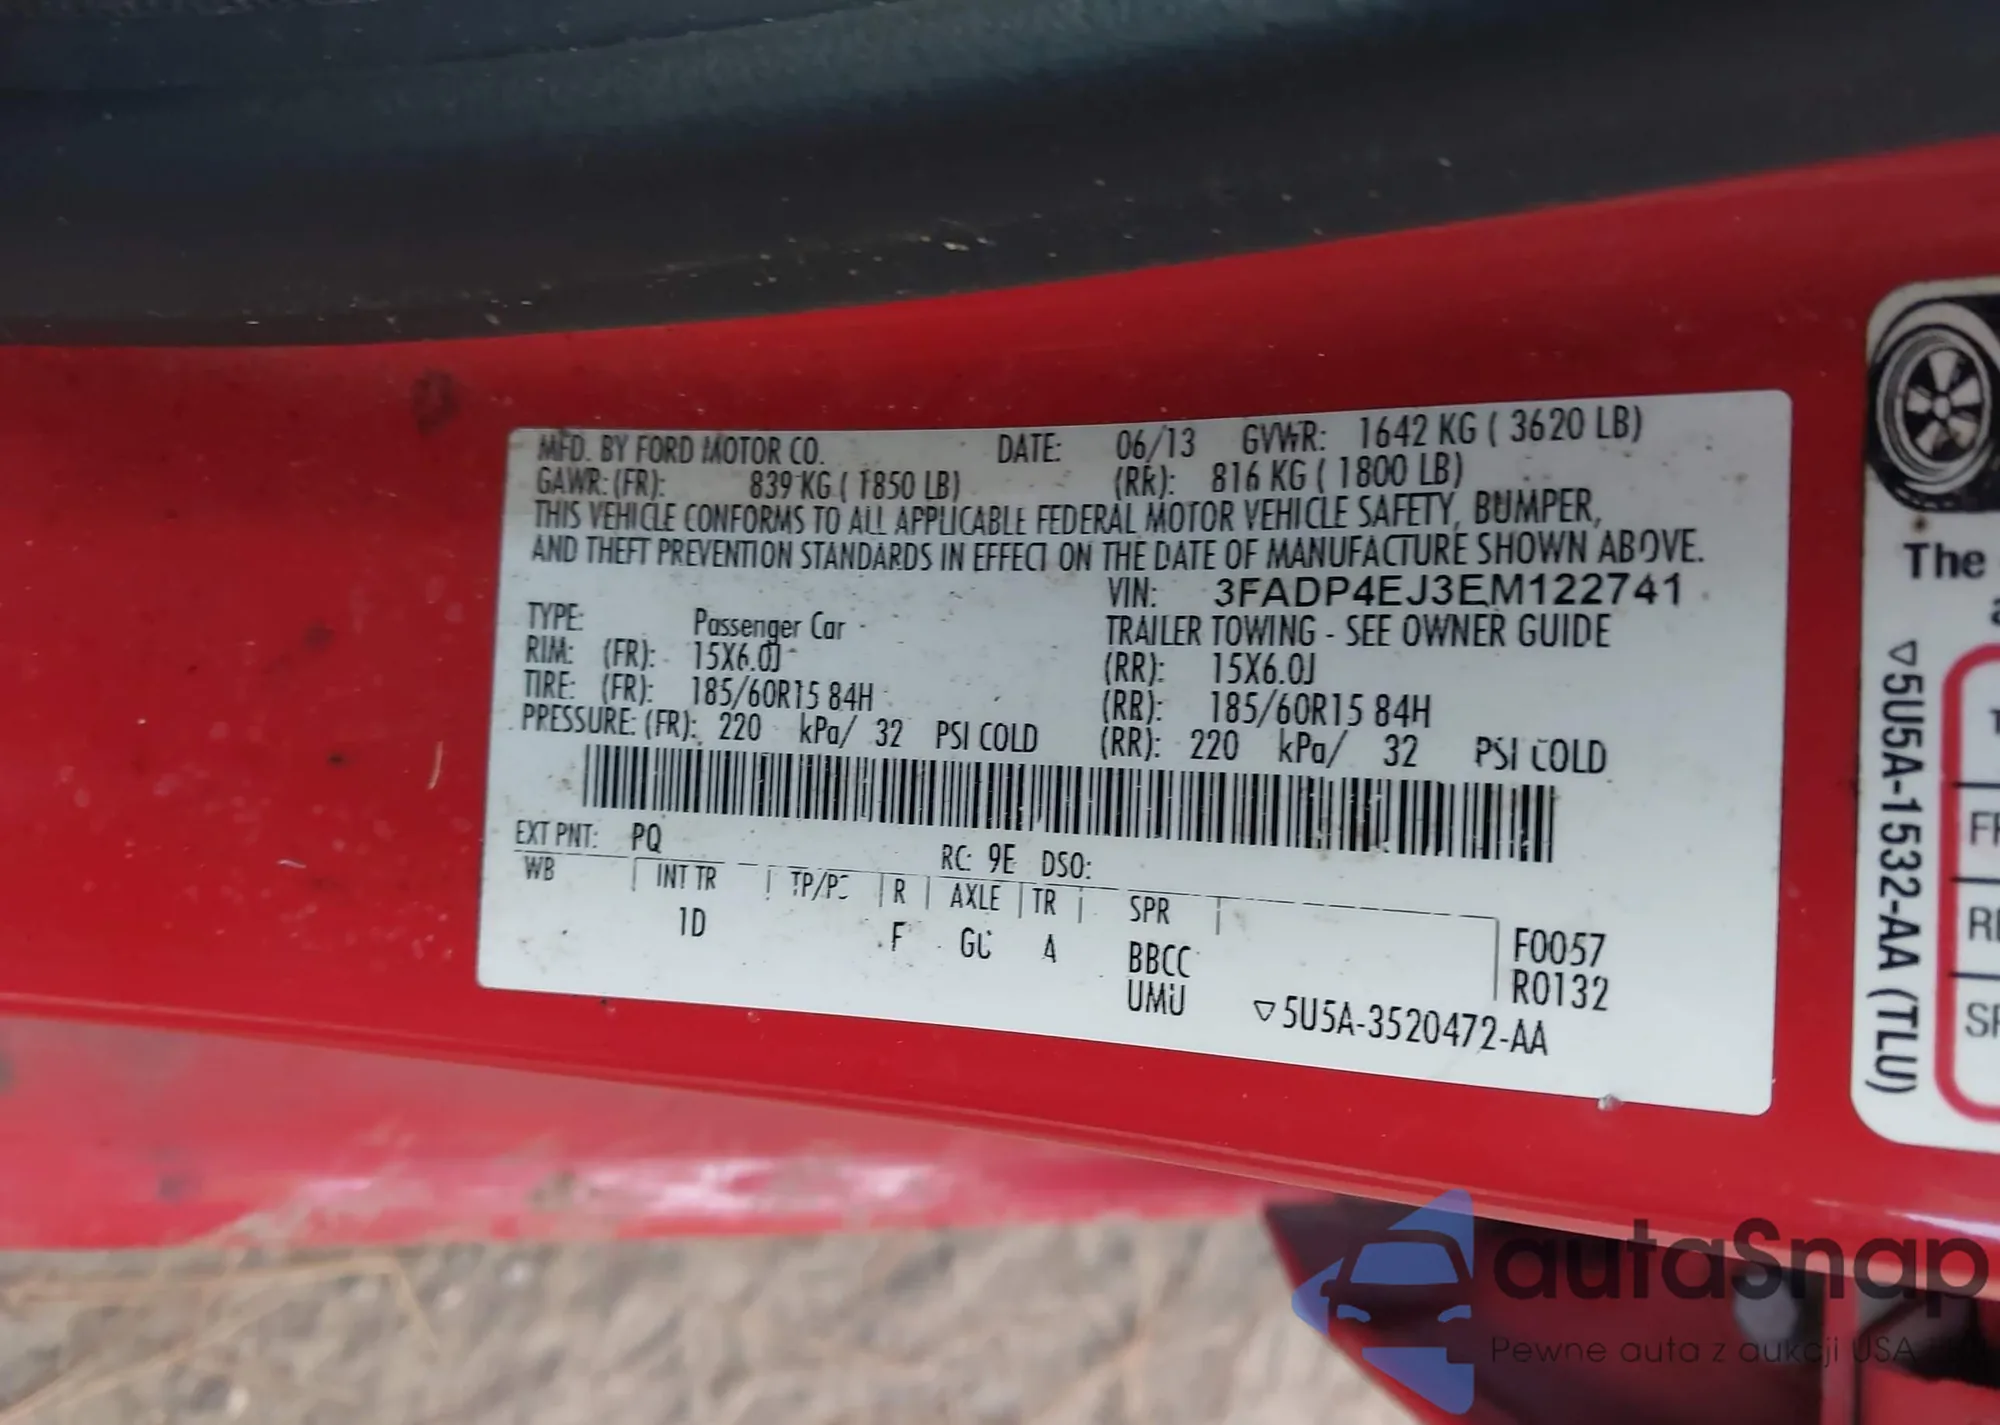 MFD. BY FORD MOTOR CO. DATE: 06/13 GVWR: 1642 KG ( 3620 LB)
GAWR: (FR): 839 KG ( 1850 LB) (RR): 816 KG ( 1800 LB)
THIS VEHICLE CONFORMS TO ALL APPLICABLE FEDERAL MOTOR VEHICLE SAFETY, BUMPER,
AND THEFT PREVENTION STANDARDS IN EFFECT ON THE DATE OF MANUFACTURE SHOWN ABOVE.
VIN: 3FADP4EJ3EM122741
TYPE: Passenger Car TRAILER TOWING - SEE OWNER GUIDE
RIM: (FR): 15X6.0J (RR): 15X6.0J
TIRE: (FR): 185/60R15 84H (RR): 185/60R15 84H
PRESSURE: (FR): 220 kPa/ 32 PSI COLD (RR): 220 kPa/ 32 PSI COLD
EXT PNT: PQ RC: 9E DSO:
WB INT TR TP/PS R AXLE TR SPR
1D F GC A BBCC F0057
UMU R0132
▽5U5A-3520472-AA
The
▽5U5A-1532-AA (TLU)
autaSnap
Pewne auta z aukcji USA